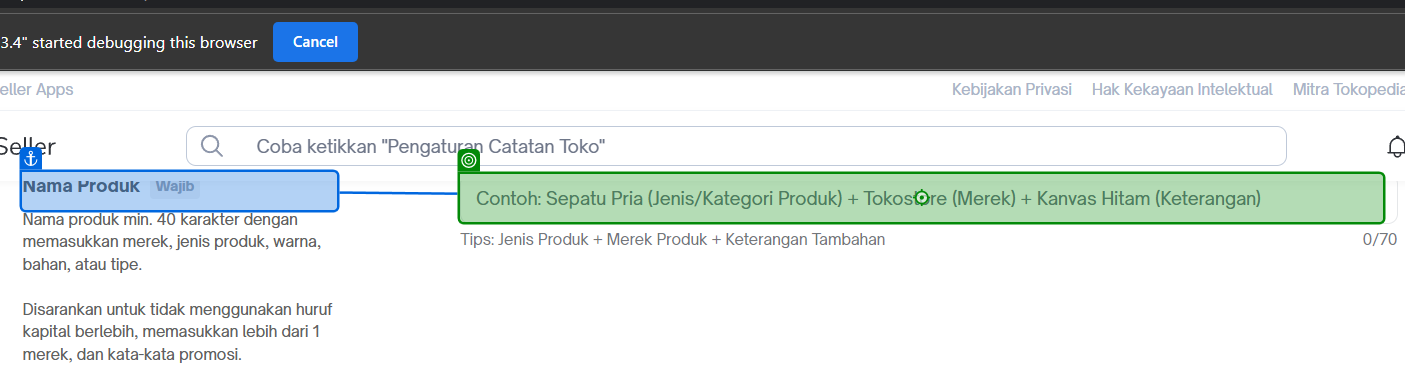 3.4" started debugging this browser
Cancel
eller Apps
Kebijakan Privasi
Hak Kekayaan Intelektual
Mitra Tokopedia
Seller
Coba ketikkan "Pengaturan Catatan Toko"
Nama Produk Wajib
Contoh: Sepatu Pria (Jenis/Kategori Produk) + Tokostore (Merek) + Kanvas Hitam (Keterangan)
Nama produk min. 40 karakter dengan
memasukkan merek, jenis produk, warna,
bahan, atau tipe.
Tips: Jenis Produk + Merek Produk + Keterangan Tambahan
0/70
Disarankan untuk tidak menggunakan huruf
kapital berlebih, memasukkan lebih dari 1
merek, dan kata-kata promosi.